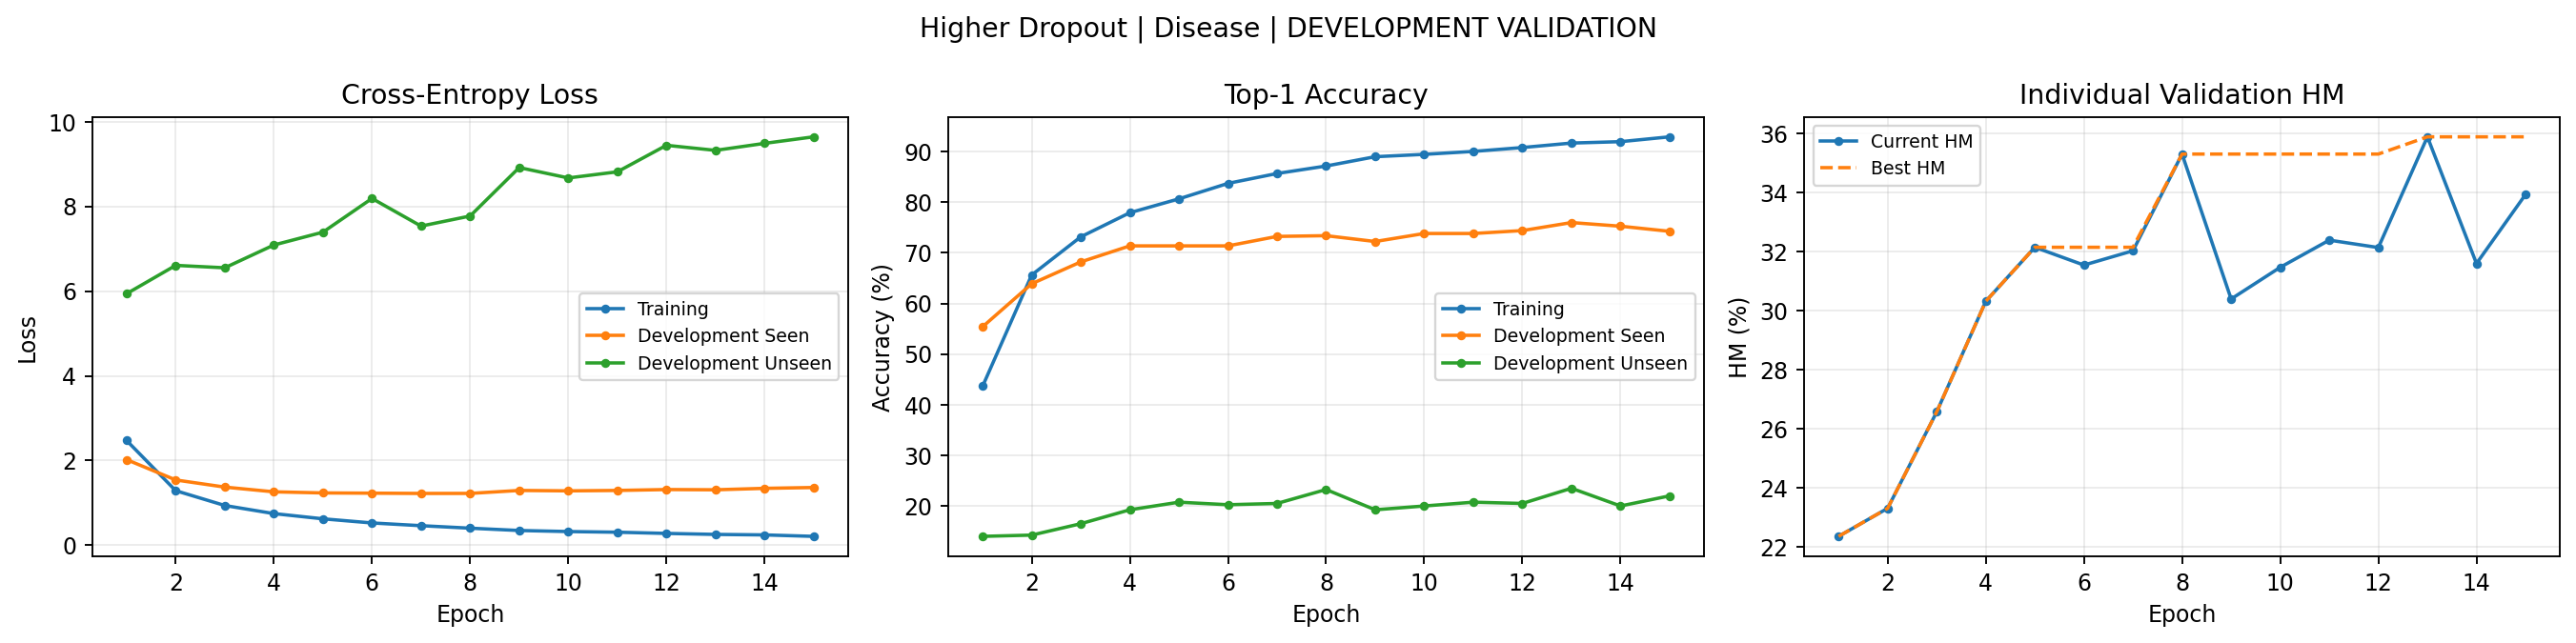 Higher Dropout | Disease | DEVELOPMENT VALIDATION
Cross-Entropy Loss
10
8
6
4
2
0
Loss
2 4 6 8 10 12 14
Epoch
Training
Development Seen
Development Unseen
Top-1 Accuracy
90
80
70
60
50
40
30
20
Accuracy (%)
2 4 6 8 10 12 14
Epoch
Training
Development Seen
Development Unseen
Individual Validation HM
36
34
32
30
28
26
24
22
HM (%)
2 4 6 8 10 12 14
Epoch
Current HM
Best HM